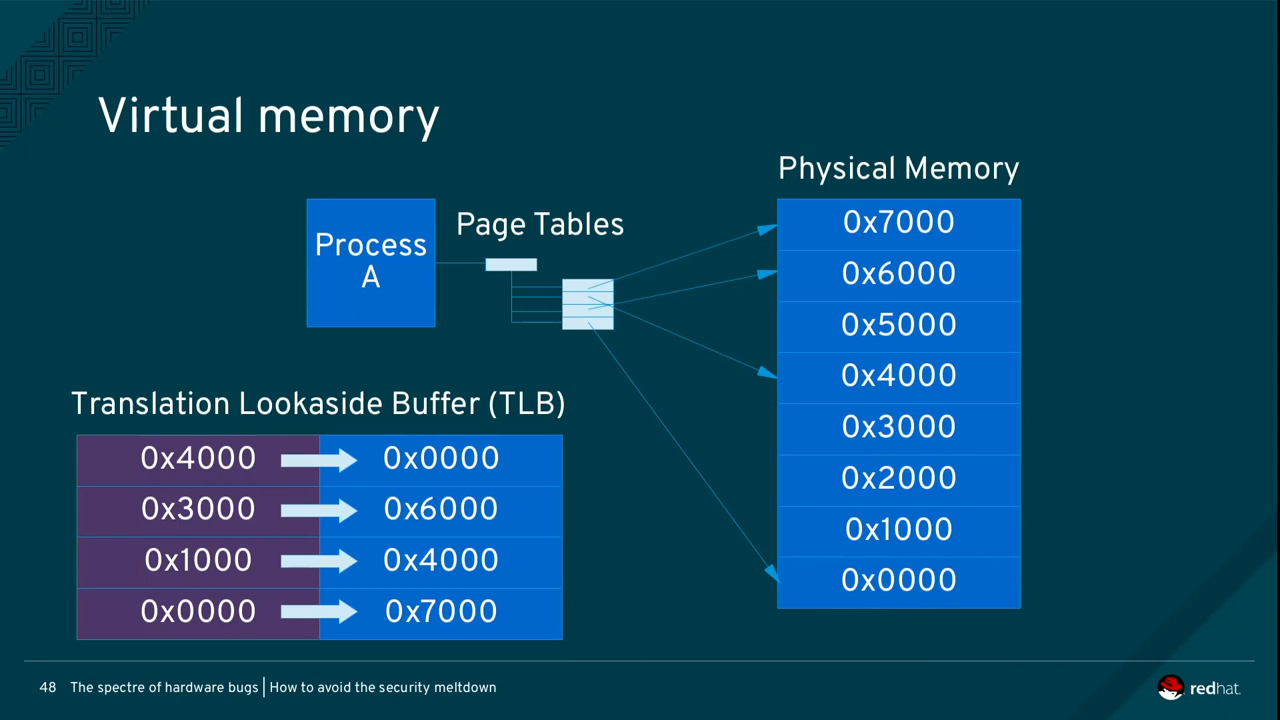 Virtual memory
Physical Memory
Page Tables
Process
A
0x7000
0x6000
0x5000
0x4000
0x3000
0x2000
0x1000
0x0000
Translation Lookaside Buffer (TLB)
0x4000 0x0000
0x3000 0x6000
0x1000 0x4000
0x0000 0x7000
48 The spectre of hardware bugs | How to avoid the security meltdown
redhat.